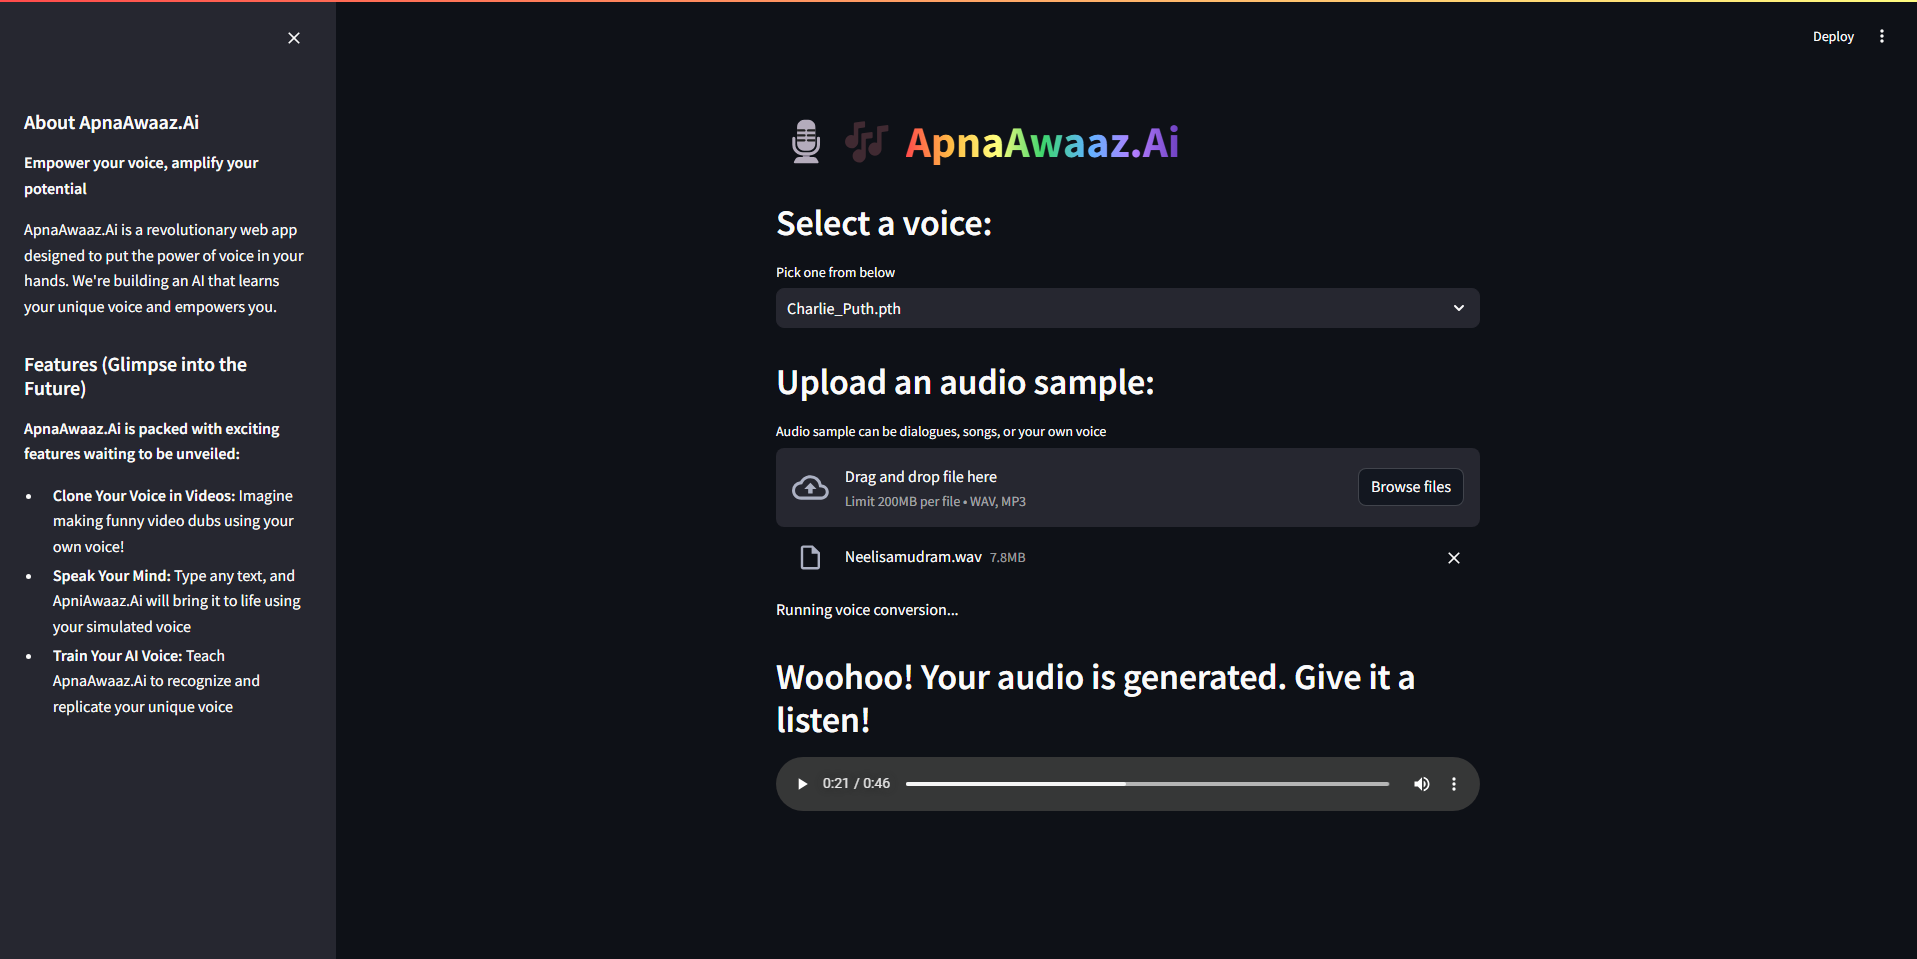 Deploy
About ApnaAwaaz.Ai
Empower your voice, amplify your
potential
ApnaAwaaz.Ai is a revolutionary web app
designed to put the power of voice in your
hands. We're building an AI that learns
your unique voice and empowers you.
Features (Glimpse into the
Future)
ApnaAwaaz.Ai is packed with exciting
features waiting to be unveiled:
• Clone Your Voice in Videos: Imagine
making funny video dubs using your
own voice!
• Speak Your Mind: Type any text, and
ApniAwaaz.Ai will bring it to life using
your simulated voice
• Train Your AI Voice: Teach
ApnaAwaaz.Ai to recognize and
replicate your unique voice
ApnaAwaaz.Ai
Select a voice:
Pick one from below
Charlie_Puth.pth
Upload an audio sample:
Audio sample can be dialogues, songs, or your own voice
Drag and drop file here
Limit 200MB per file • WAV, MP3
Browse files
Neelisamudram.wav 7.8MB
Running voice conversion...
Woohoo! Your audio is generated. Give it a
listen!
0:21 / 0:46